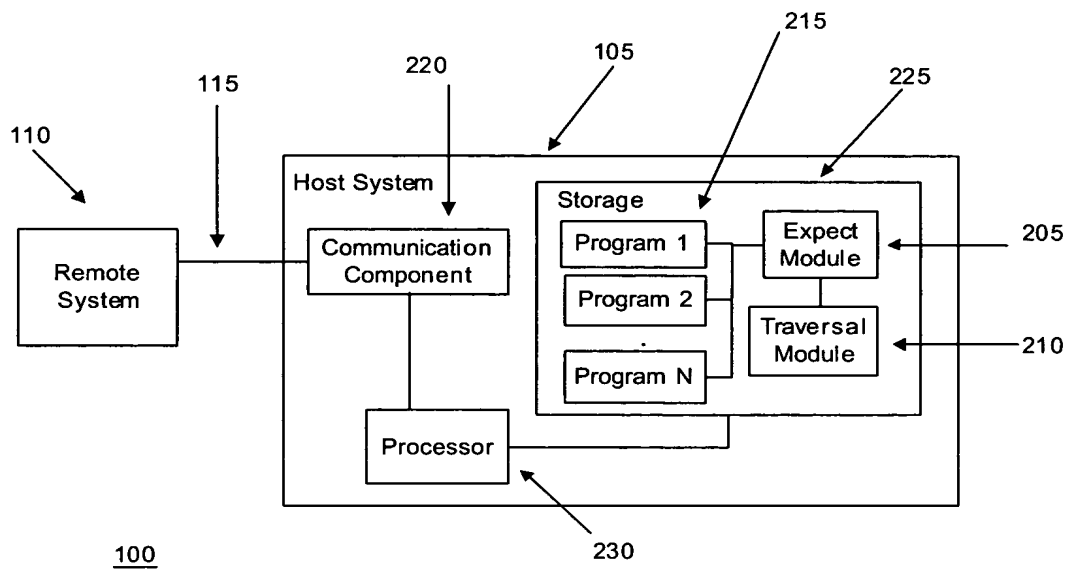 215
105
220
225
115
110
Host System
Storage
Program 1
Expect
Module
205
Communication
Component
Remote
System
Program 2
Traversal
Module
210
.
Program N
Processor
230
100